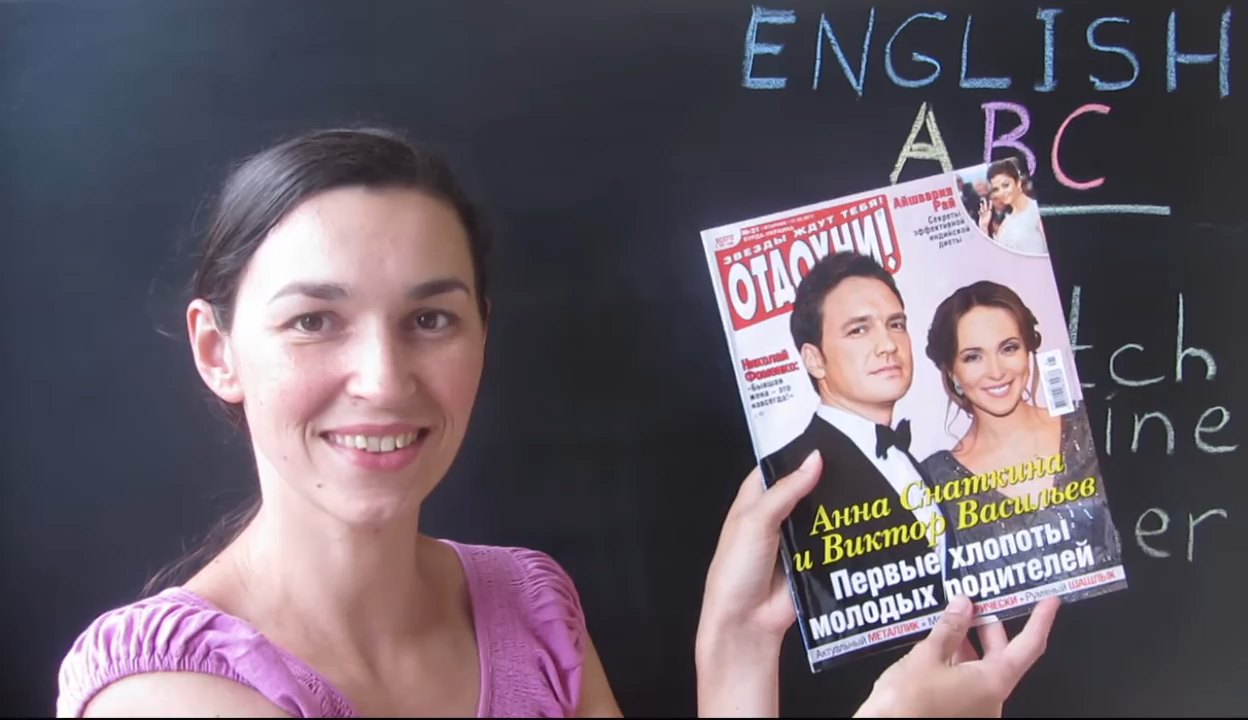 ENGLISH
ABC
ЗВЕЗДЫ ЖДУТ ТЕБЯ!
ОТДОХНИ!
Айшвария
Рай
Секреты
эффективной
индийской
диеты
Николай
Фоменко:
«Бывшая
жена – это
навсегда!»
tch
ine
er
Анна Снаткина
и Виктор Васильев
Первые хлопоты
молодых родителей
Актуальный МЕТАЛЛИК • Румяный ШАШЛЫК